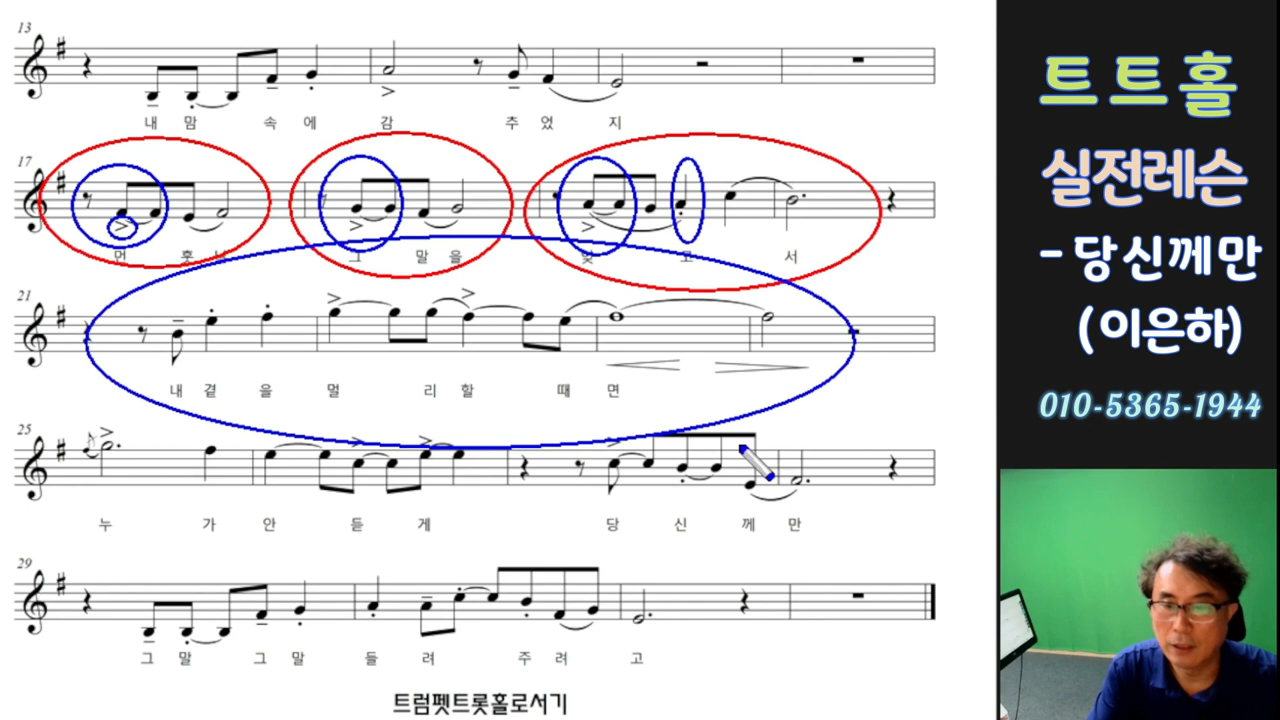 13
내 맘 속 에 감 추 었 지
17
먼 훗 그 말 을 잊 고 서
21
내 곁 을 멀 리 할 때 면
25
누 가 안 듣 게 당 신 께 만
29
그 말 그 말 들 려 주 려 고
트럼펫트롯홀로서기
트트홀
실전레슨
- 당신께만
(이은하)
010-5365-1944